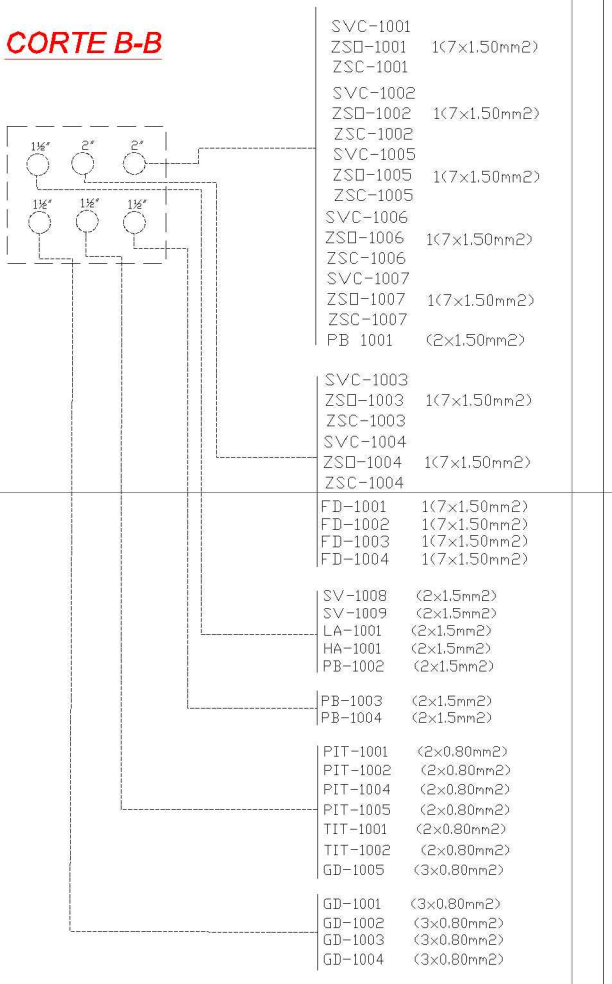 CORTE B-B
1½" 2" 2"
1½" 1½" 1½"
SVC-1001
ZSO-1001 1(7x1.50mm2)
ZSC-1001
SVC-1002
ZSO-1002 1(7x1.50mm2)
ZSC-1002
SVC-1005
ZSO-1005 1(7x1.50mm2)
ZSC-1005
SVC-1006
ZSO-1006 1(7x1.50mm2)
ZSC-1006
SVC-1007
ZSO-1007 1(7x1.50mm2)
ZSC-1007
PB 1001 (2x1.50mm2)
SVC-1003
ZSO-1003 1(7x1.50mm2)
ZSC-1003
SVC-1004
ZSO-1004 1(7x1.50mm2)
ZSC-1004
FD-1001 1(7x1.50mm2)
FD-1002 1(7x1.50mm2)
FD-1003 1(7x1.50mm2)
FD-1004 1(7x1.50mm2)
SV-1008 (2x1.5mm2)
SV-1009 (2x1.5mm2)
LA-1001 (2x1.5mm2)
HA-1001 (2x1.5mm2)
PB-1002 (2x1.5mm2)
PB-1003 (2x1.5mm2)
PB-1004 (2x1.5mm2)
PIT-1001 (2x0.80mm2)
PIT-1002 (2x0.80mm2)
PIT-1004 (2x0.80mm2)
PIT-1005 (2x0.80mm2)
TIT-1001 (2x0.80mm2)
TIT-1002 (2x0.80mm2)
GD-1005 (3x0.80mm2)
GD-1001 (3x0.80mm2)
GD-1002 (3x0.80mm2)
GD-1003 (3x0.80mm2)
GD-1004 (3x0.80mm2)